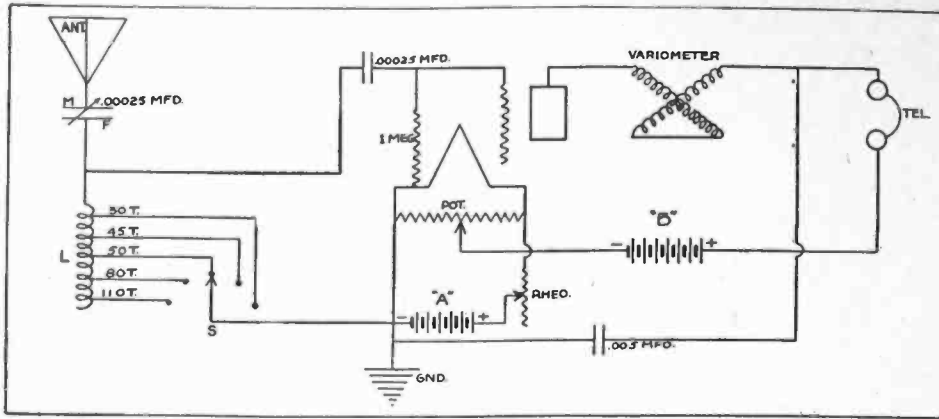 ANT.
M
.00025 MFD.
F
.00025 MFD.
1 MEG.
VARIOMETER
TEL.
30 T.
45 T.
L
50 T.
80 T.
110 T.
S
POT.
"B"
- +
"A"
- +
RHEO.
.005 MFD.
GND.